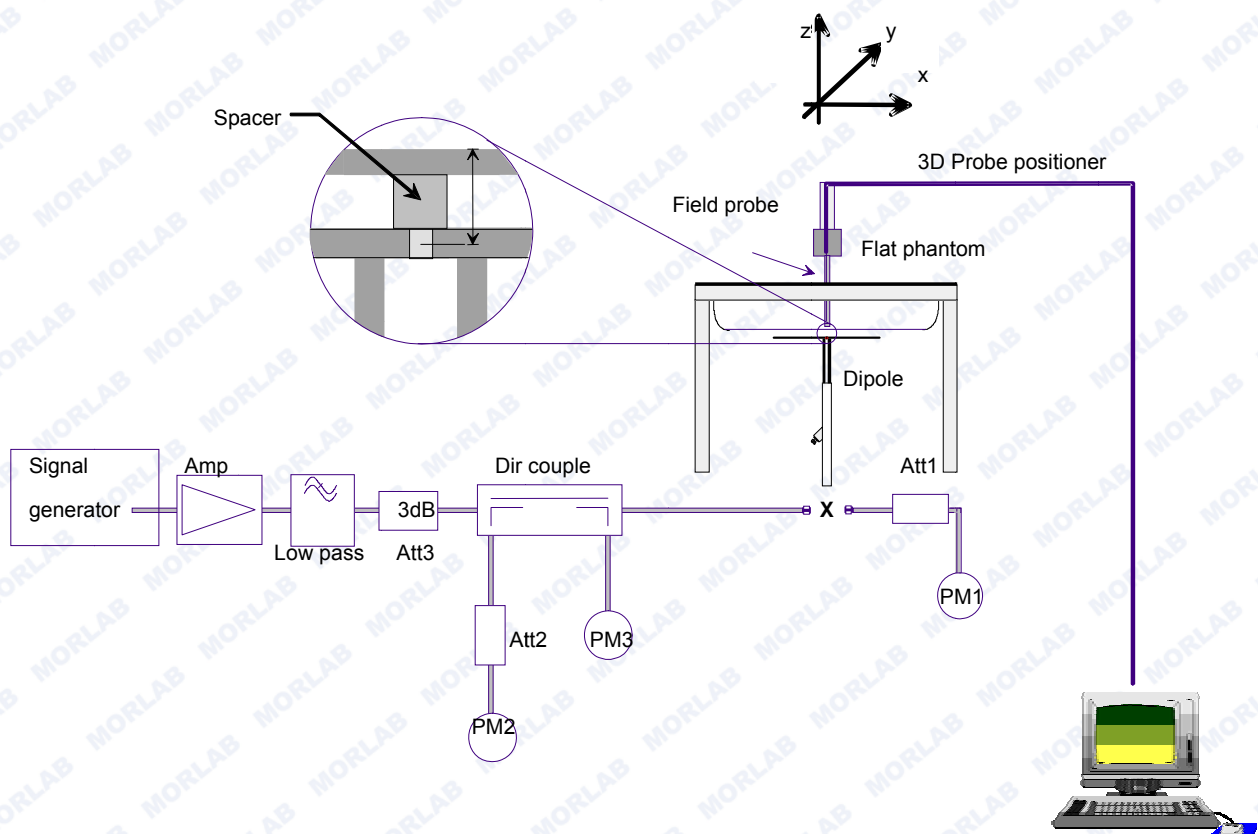 z
y
x
Spacer
3D Probe positioner
Field probe
Flat phantom
Dipole
Signal
generator
Amp
Low pass
3dB
Att3
Dir couple
Att2
PM2
PM3
X
Att1
PM1
MORLAB